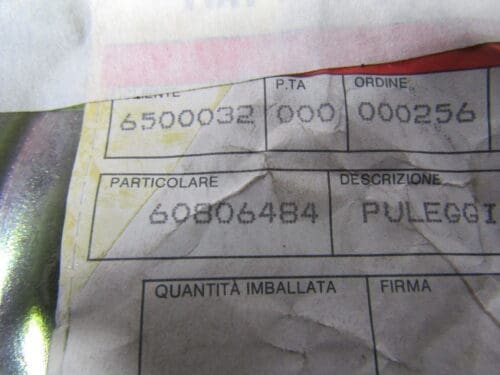 P.TA ORDINE
6500032 000 000256
PARTICOLARE DESCRIZIONE
60806484 PULEGGI
QUANTITÀ IMBALLATA FIRMA